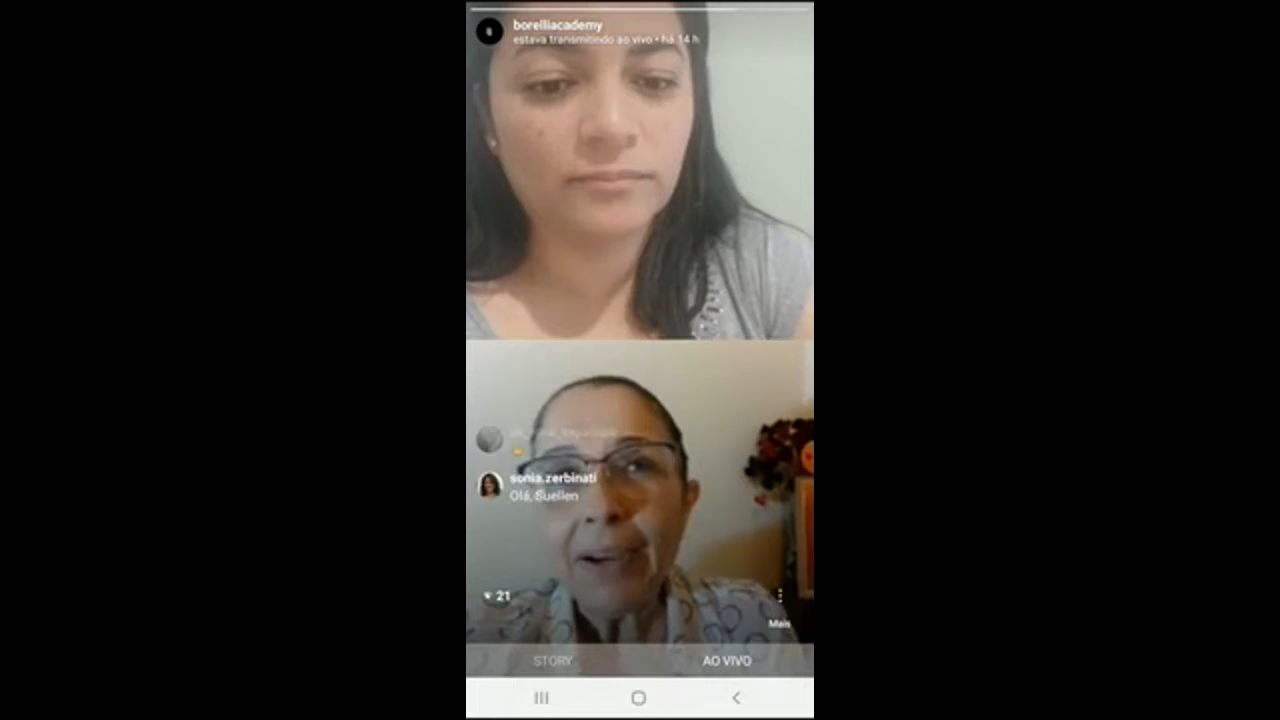 borelliacademy
estava transmitindo ao vivo • há 14 h
sonia.zerbinati
Olá, Suellen
21
Mais
STORY
AO VIVO